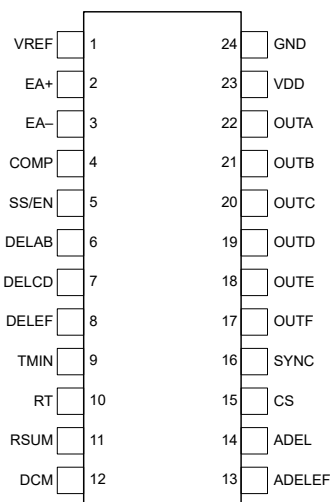 VREF 1 24 GND
EA+ 2 23 VDD
EA– 3 22 OUTA
COMP 4 21 OUTB
SS/EN 5 20 OUTC
DELAB 6 19 OUTD
DELCD 7 18 OUTE
DELEF 8 17 OUTF
TMIN 9 16 SYNC
RT 10 15 CS
RSUM 11 14 ADEL
DCM 12 13 ADELEF